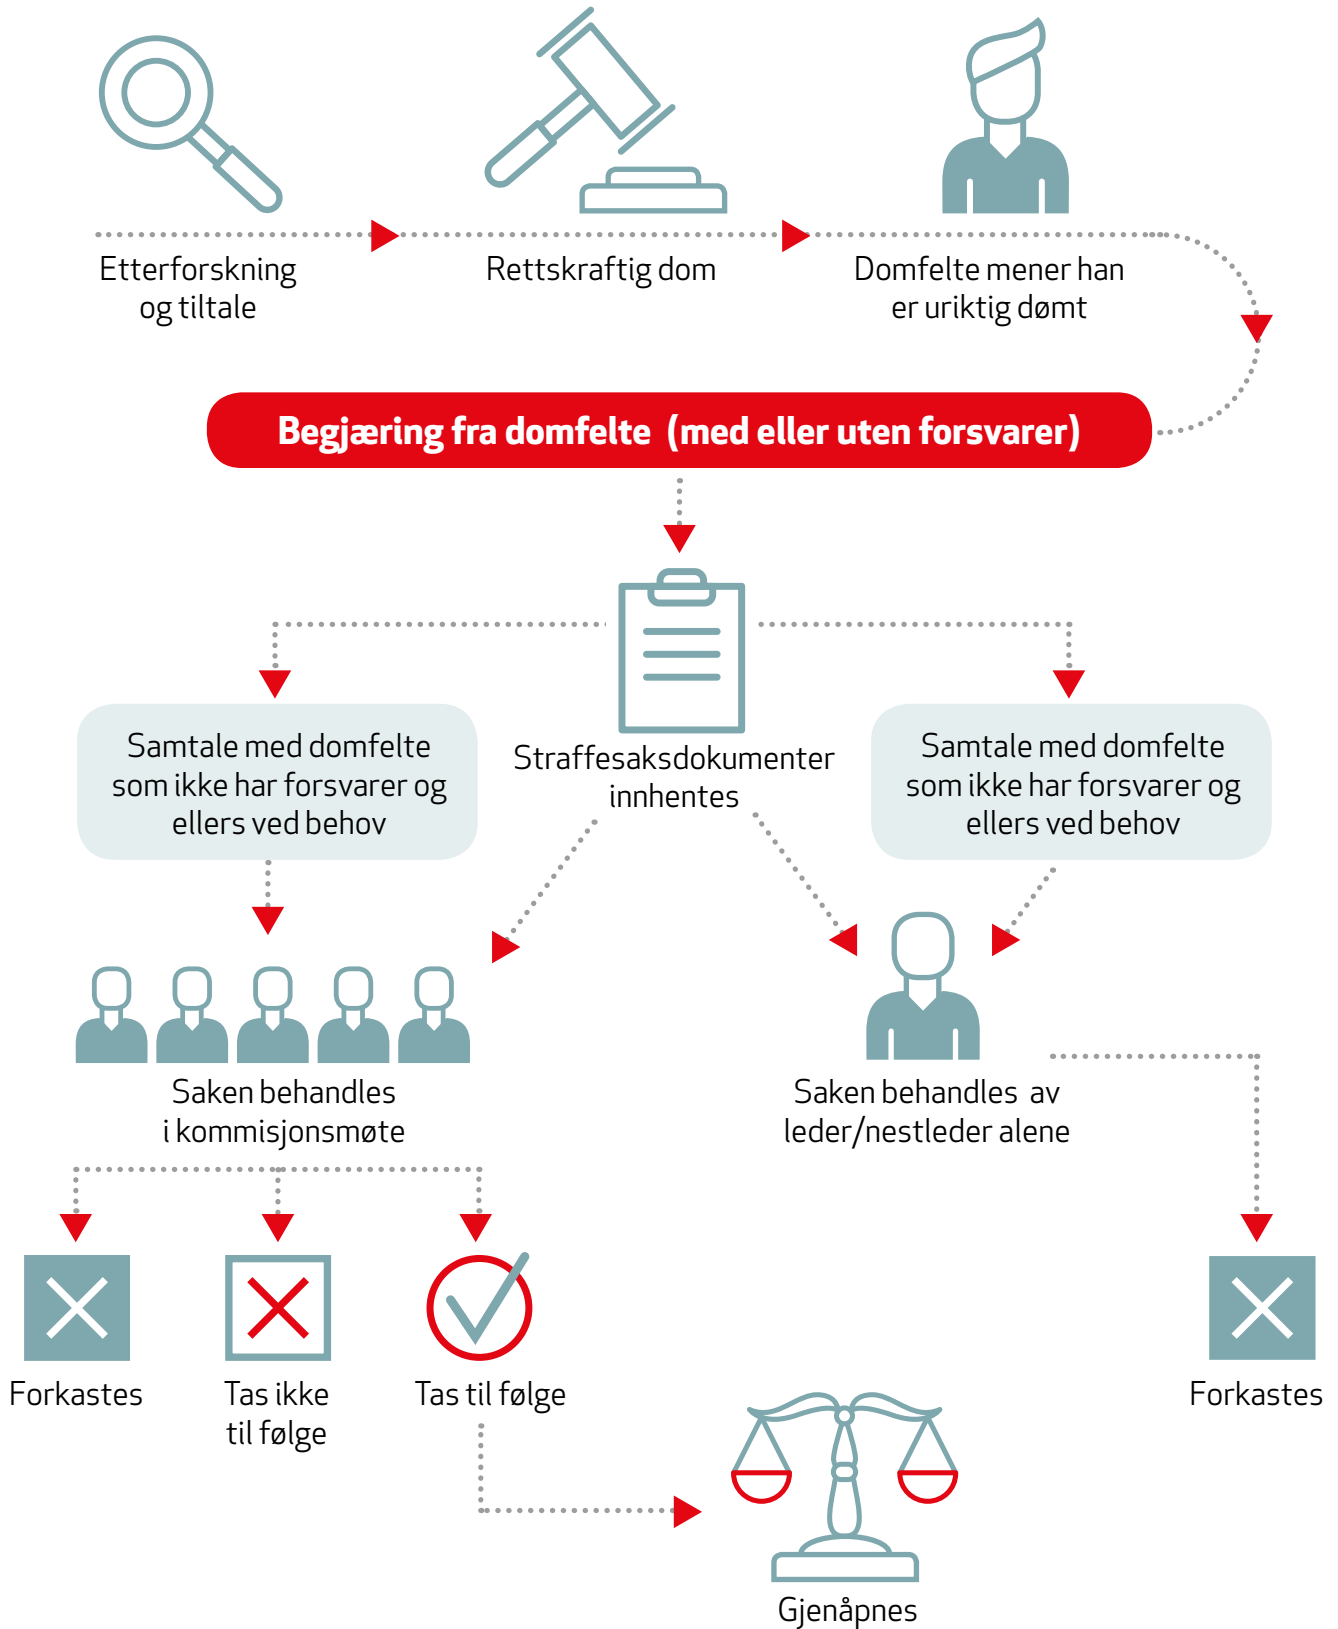 Etterforskning
og tiltale
Rettskraftig dom
Domfelte mener han
er uriktig dømt
Begjæring fra domfelte (med eller uten forsvarer)
Samtale med domfelte
som ikke har forsvarer og
ellers ved behov
Straffesaksdokumenter
innhentes
Samtale med domfelte
som ikke har forsvarer og
ellers ved behov
Saken behandles
i kommisjonsmøte
Saken behandles av
leder/nestleder alene
Forkastes
Tas ikke
til følge
Tas til følge
Forkastes
Gjenåpnes